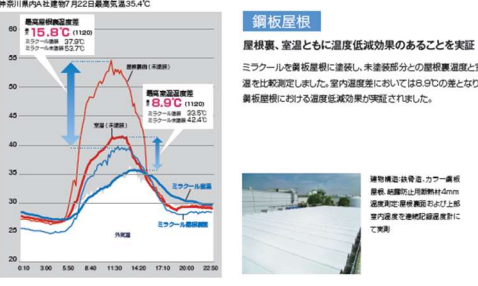 神奈川県内A社建物7月22日最高気温35.4℃
最高屋根裏温度差
15.8℃(1120)
ミラクール塗装 37.9℃
ミラクール未塗装53.7℃
屋根裏面(未塗装)
最高室温温度差
8.9℃(1120)
ミラクール塗装 33.5℃
ミラクール未塗装42.4℃
室温(未塗装)
ミラクール室温
ミラクール屋根裏面
外気温
60
55
50
45
40
35
30
25
20
0:10 3:00 5:50 8:40 11:30 14:20 17:10 20:00 22:50
鋼板屋根
屋根裏、室温ともに温度低減効果のあることを実証
ミラクールを鋼板屋根に塗装し、未塗装部分との屋根裏温度と室
温を比較測定しました。室内温度差においては8.9℃の差となり
鋼板屋根における温度低減効果が実証されました。
建物構造:鉄骨造、カラー鋼板
屋根、結露防止用断熱材4mm
温度測定:屋根裏面および上部
室内温度を連続記録温度計に
て実測